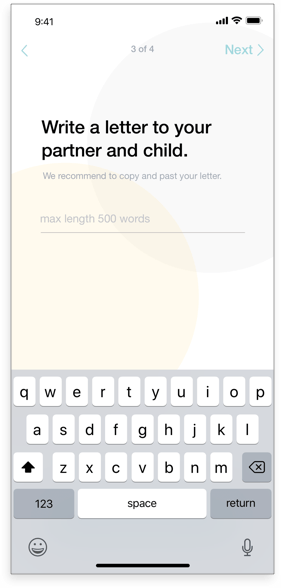 9:41
3 of 4
Next
Write a letter to your
partner and child.
We recommend to copy and past your letter.
max length 500 words
q w e r t y u i o p
a s d f g h j k l
z x c v b n m
123 space return